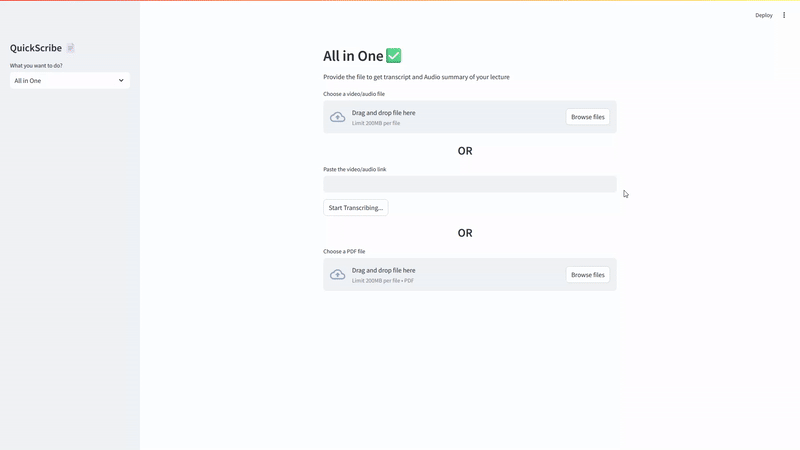 Deploy
QuickScribe
What you want to do?
All in One
All in One
Provide the file to get transcript and Audio summary of your lecture
Choose a video/audio file
Drag and drop file here
Limit 200MB per file
Browse files
OR
Paste the video/audio link
Start Transcribing...
OR
Choose a PDF file
Drag and drop file here
Limit 200MB per file • PDF
Browse files